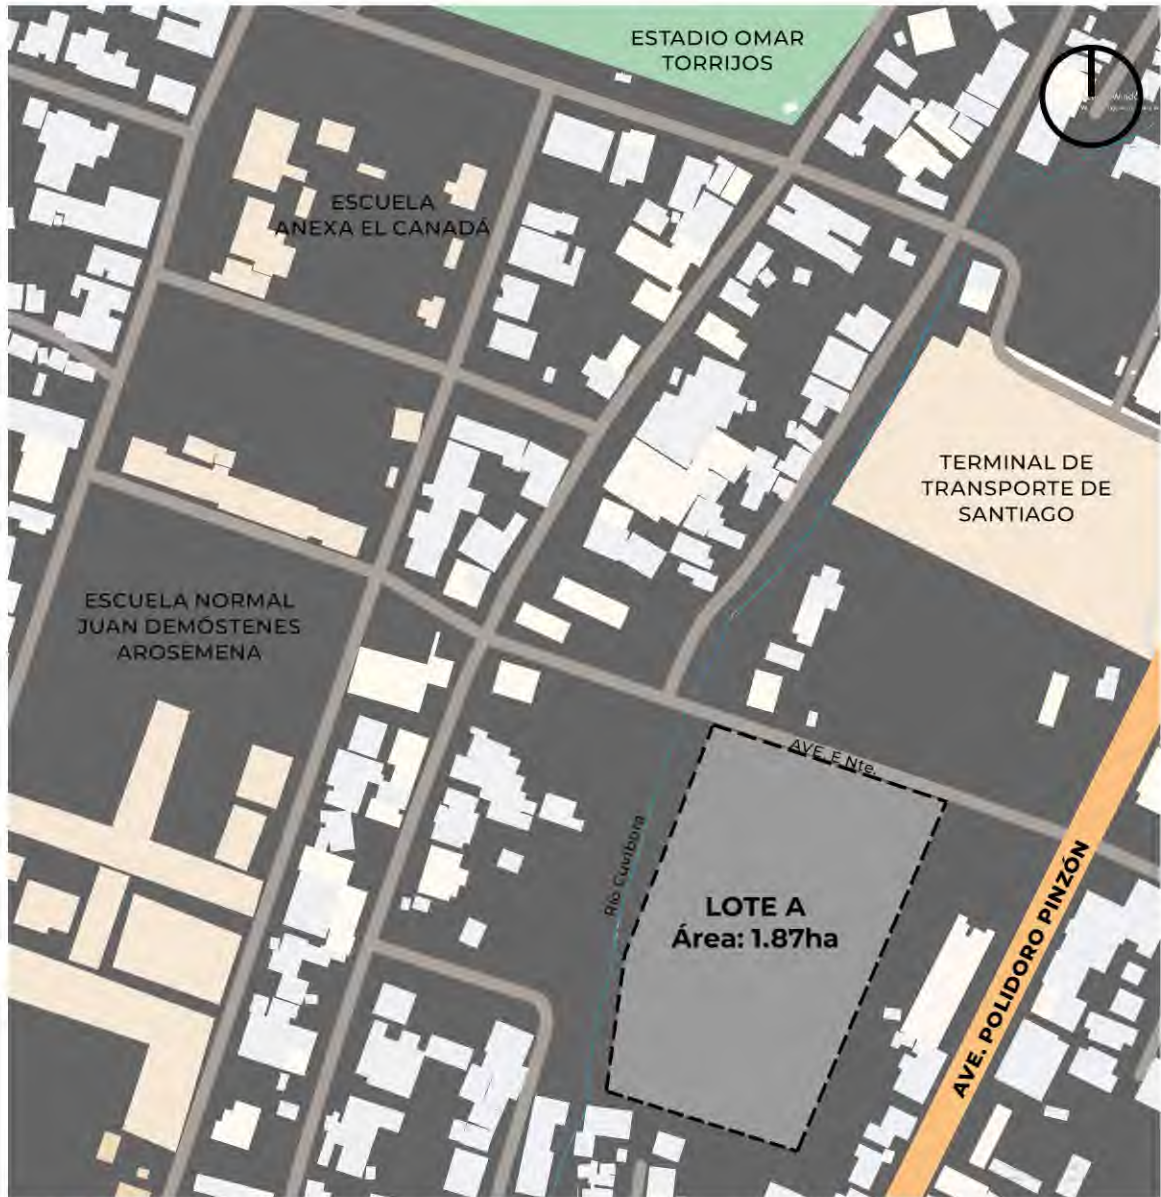 ESTADIO OMAR
TORRIJOS
ESCUELA
ANEXA EL CANADÁ
TERMINAL DE
TRANSPORTE DE
SANTIAGO
ESCUELA NORMAL
JUAN DEMÓSTENES
AROSEMENA
AVE. E Nte.
Río Cuvibora
LOTE A
Área: 1.87ha
AVE. POLIDORO PINZÓN